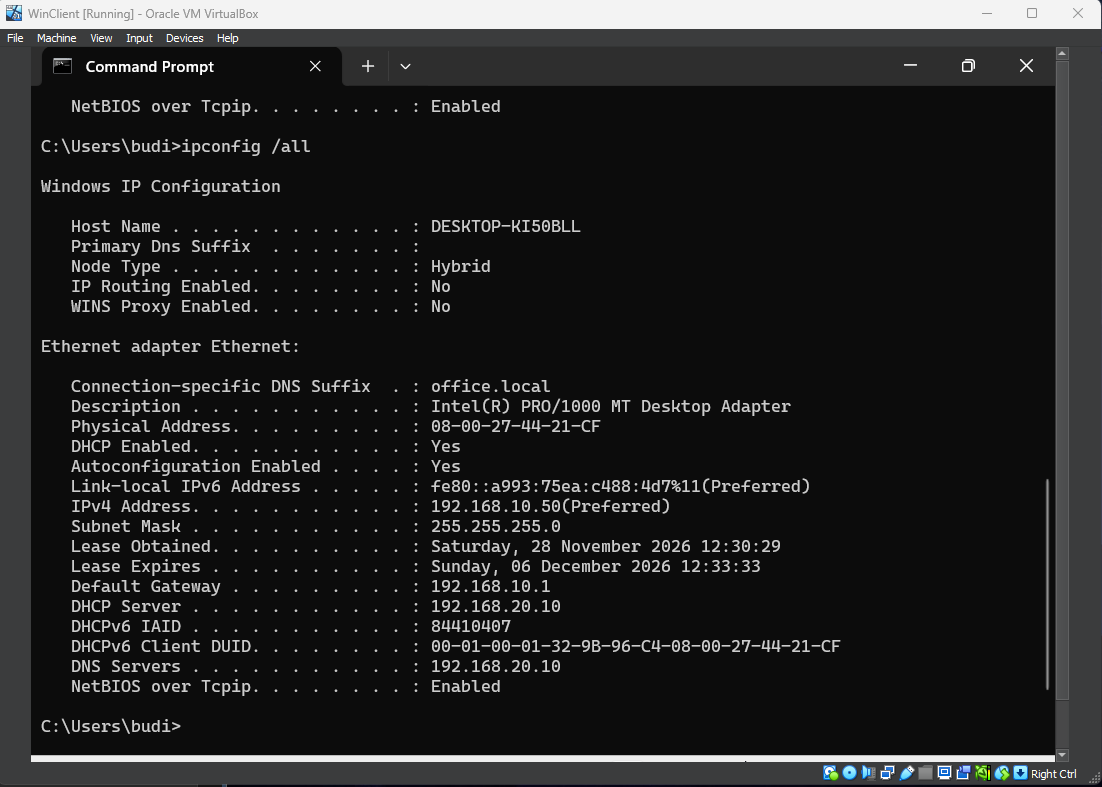 WinClient [Running] - Oracle VM VirtualBox
File Machine View Input Devices Help
Command Prompt
NetBIOS over Tcpip. . . . . . . . : Enabled
C:\Users\budi>ipconfig /all
Windows IP Configuration
Host Name . . . . . . . . . . . . : DESKTOP-KI50BLL
Primary Dns Suffix  . . . . . . . :
Node Type . . . . . . . . . . . . : Hybrid
IP Routing Enabled. . . . . . . . : No
WINS Proxy Enabled. . . . . . . . : No
Ethernet adapter Ethernet:
Connection-specific DNS Suffix  . : office.local
Description . . . . . . . . . . . : Intel(R) PRO/1000 MT Desktop Adapter
Physical Address. . . . . . . . . : 08-00-27-44-21-CF
DHCP Enabled. . . . . . . . . . . : Yes
Autoconfiguration Enabled . . . . : Yes
Link-local IPv6 Address . . . . . : fe80::a993:75ea:c488:4d7%11(Preferred)
IPv4 Address. . . . . . . . . . . : 192.168.10.50(Preferred)
Subnet Mask . . . . . . . . . . . : 255.255.255.0
Lease Obtained. . . . . . . . . . : Saturday, 28 November 2026 12:30:29
Lease Expires . . . . . . . . . . : Sunday, 06 December 2026 12:33:33
Default Gateway . . . . . . . . . : 192.168.10.1
DHCP Server . . . . . . . . . . . : 192.168.20.10
DHCPv6 IAID . . . . . . . . . . . : 84410407
DHCPv6 Client DUID. . . . . . . . : 00-01-00-01-32-9B-96-C4-08-00-27-44-21-CF
DNS Servers . . . . . . . . . . . : 192.168.20.10
NetBIOS over Tcpip. . . . . . . . : Enabled
C:\Users\budi>
Right Ctrl